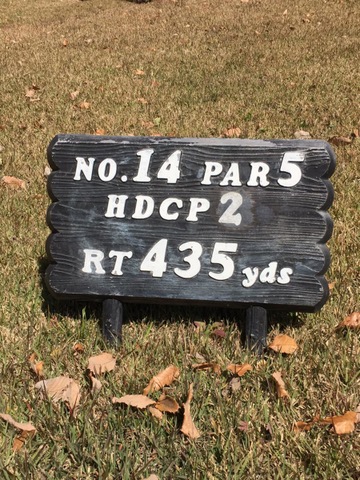 NO. 14 PAR 5
HDCP 2
RT 435 yds